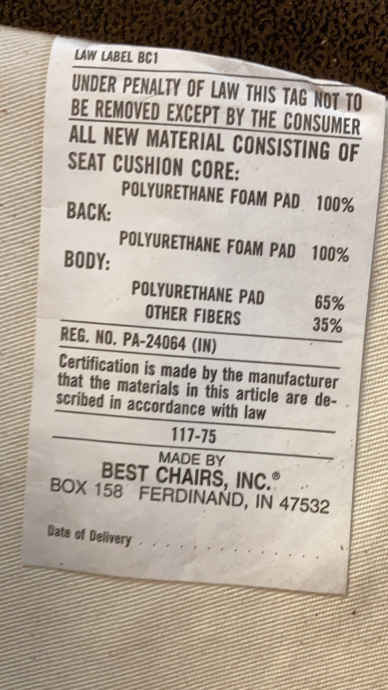 LAW LABEL BC1
UNDER PENALTY OF LAW THIS TAG NOT TO
BE REMOVED EXCEPT BY THE CONSUMER
ALL NEW MATERIAL CONSISTING OF
SEAT CUSHION CORE:
POLYURETHANE FOAM PAD 100%
BACK:
POLYURETHANE FOAM PAD 100%
BODY:
POLYURETHANE PAD 65%
OTHER FIBERS 35%
REG. NO. PA-24064 (IN)
Certification is made by the manufacturer
that the materials in this article are de-
scribed in accordance with law
117-75
MADE BY
BEST CHAIRS, INC.®
BOX 158 FERDINAND, IN 47532
Date of Delivery . . . . . . . . . . . . . .